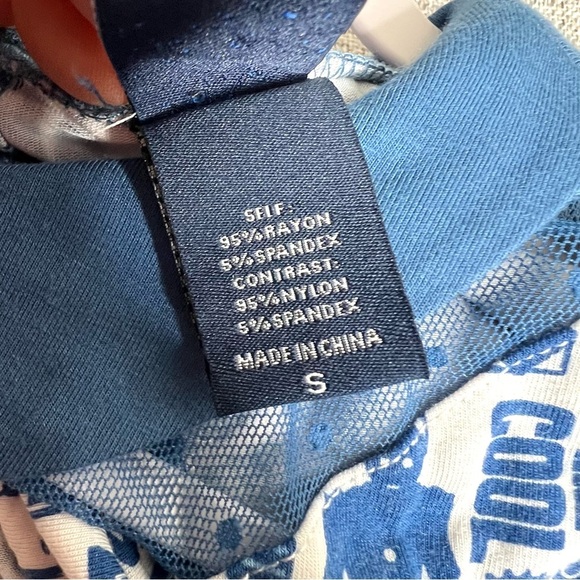 SELF:
95%RAYON
5%SPANDEX
CONTRAST:
95%NYLON
5%SPANDEX
MADE IN CHINA
S
COOL